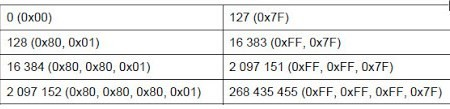 0 (0x00) 127 (0x7F)
128 (0x80, 0x01) 16 383 (0xFF, 0x7F)
16 384 (0x80, 0x80, 0x01) 2 097 151 (0xFF, 0xFF, 0x7F)
2 097 152 (0x80, 0x80, 0x80, 0x01) 268 435 455 (0xFF, 0xFF, 0xFF, 0x7F)